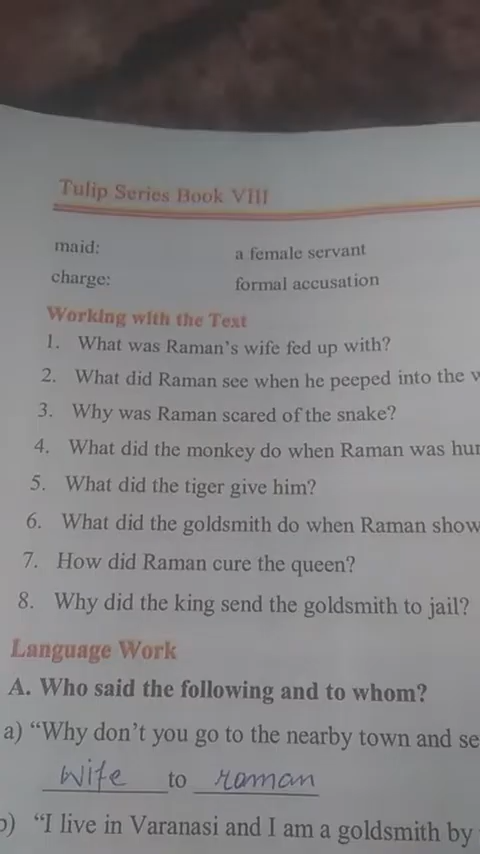 Tulip Series Book VIII
maid: a female servant
charge: formal accusation
Working with the Text
1. What was Raman's wife fed up with?
2. What did Raman see when he peeped into the
3. Why was Raman scared of the snake?
4. What did the monkey do when Raman was
5. What did the tiger give him?
6. What did the goldsmith do when Raman
7. How did Raman cure the queen?
8. Why did the king send the goldsmith to jail?
Language Work
A. Who said the following and to whom?
a) "Why don't you go to the nearby town and
wife to raman
b) "I live in Varanasi and I am a goldsmith by